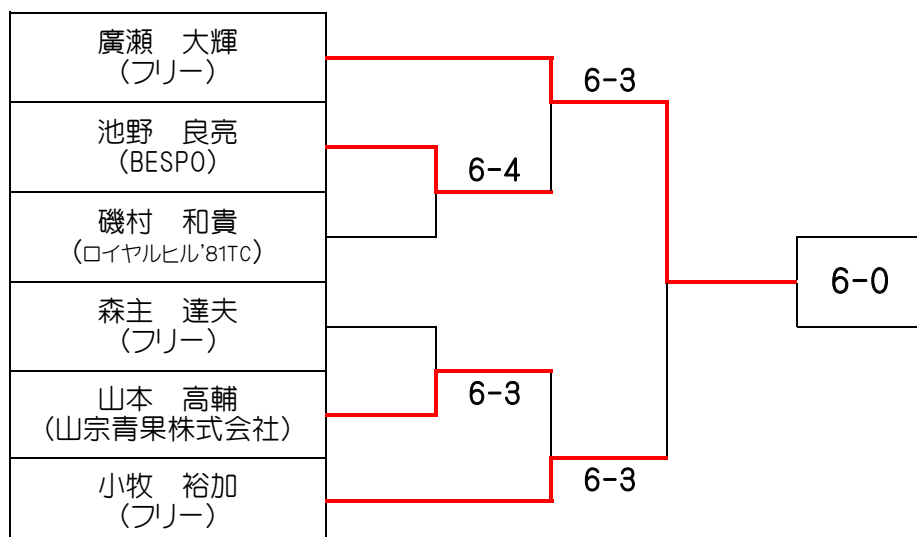 廣瀬　大輝
(フリー)
6-3
池野　良亮
(BESPO)
6-4
磯村　和貴
(ロイヤルヒル'81TC)
6-0
森主　達夫
(フリー)
山本　高輔
(山宗青果株式会社)
6-3
小牧　裕加
(フリー)
6-3